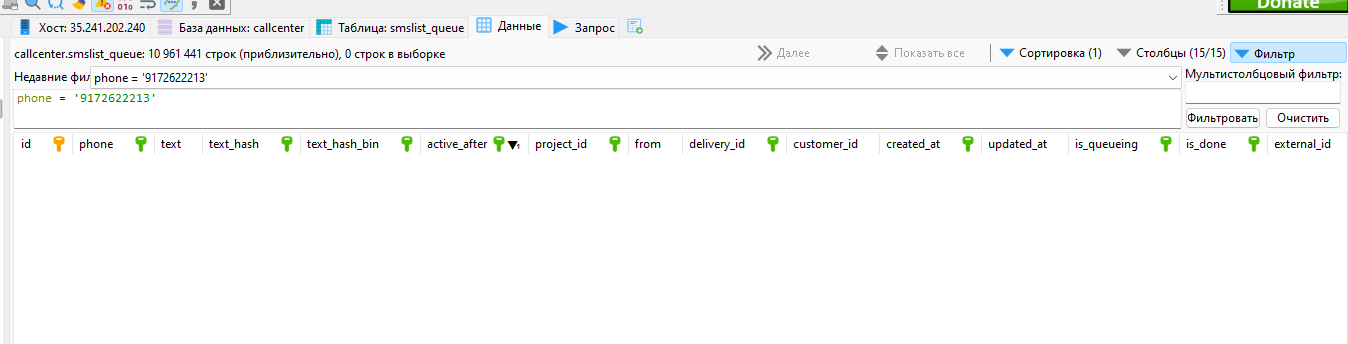 Donate
Хост: 35.241.202.240 База данных: callcenter Таблица: smslist_queue Данные Запрос
callcenter.smslist_queue: 10 961 441 строк (приблизительно), 0 строк в выборке Далее Показать все Сортировка (1) Столбцы (15/15) Фильтр
Недавние фил phone = '9172622213' Мультистолбцовый фильтр:
phone = '9172622213'
Фильтровать Очистить
id phone text text_hash text_hash_bin active_after 1 project_id from delivery_id customer_id created_at updated_at is_queueing is_done external_id